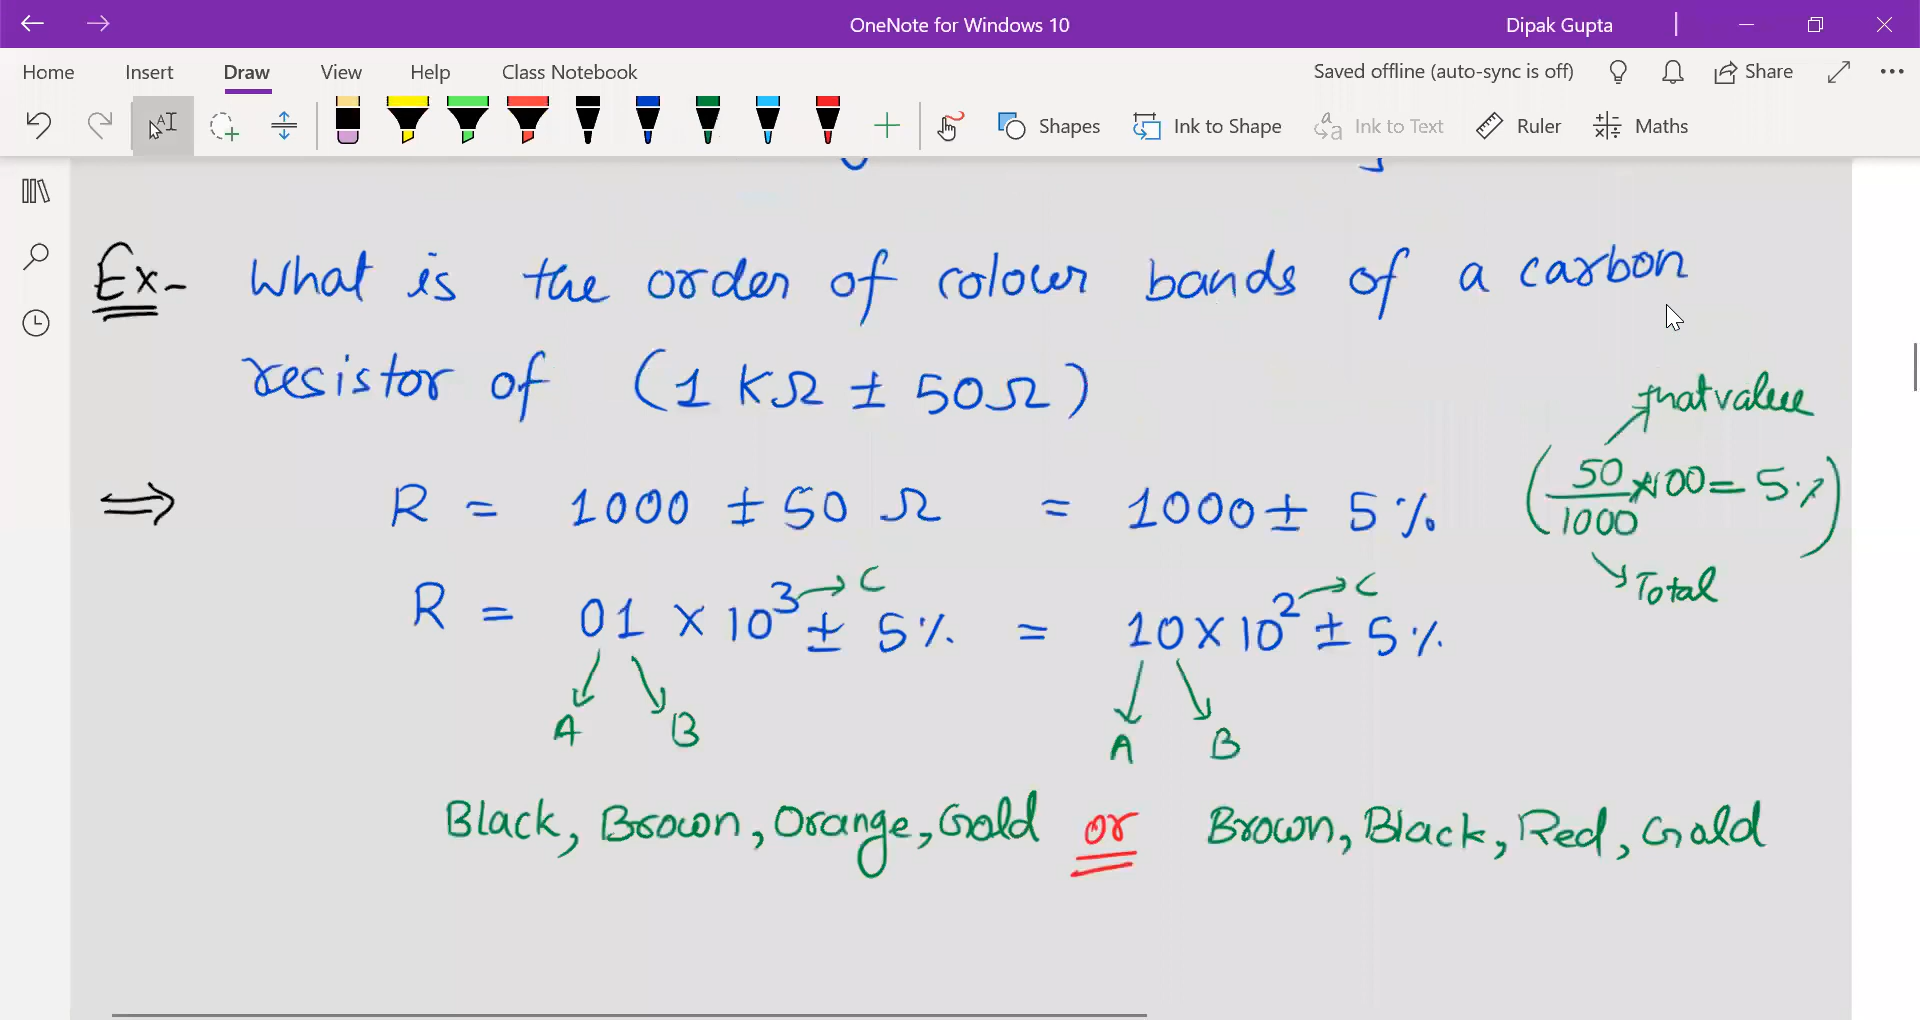 OneNote for Windows 10
Dipak Gupta
Home Insert Draw View Help Class Notebook
Saved offline (auto-sync is off) Share
Shapes Ink to Shape Ink to Text Ruler Maths
Ex- What is the order of colour bands of a carbon
resistor of (1 KΩ ± 50Ω)
that value
⇒ R = 1000 ± 50 Ω = 1000 ± 5 %
(50/1000 × 100 = 5 %)
Total
R = 01 × 10³ ± 5 % = 10 × 10² ± 5 %
C C
A B A B
Black, Brown, Orange, Gold or Brown, Black, Red, Gold